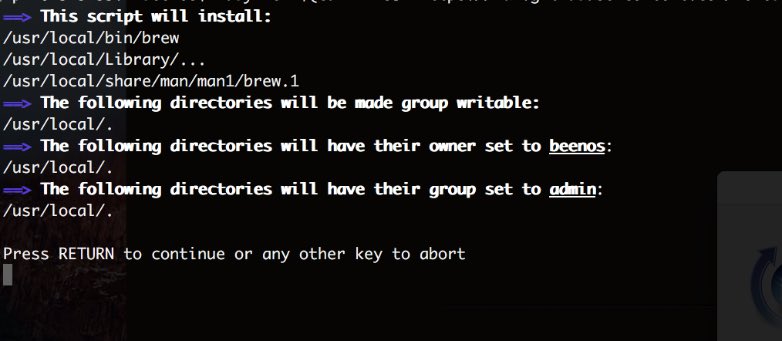 ==> This script will install:
/usr/local/bin/brew
/usr/local/Library/...
/usr/local/share/man/man1/brew.1
==> The following directories will be made group writable:
/usr/local/.
==> The following directories will have their owner set to beenos:
/usr/local/.
==> The following directories will have their group set to admin:
/usr/local/.
Press RETURN to continue or any other key to abort